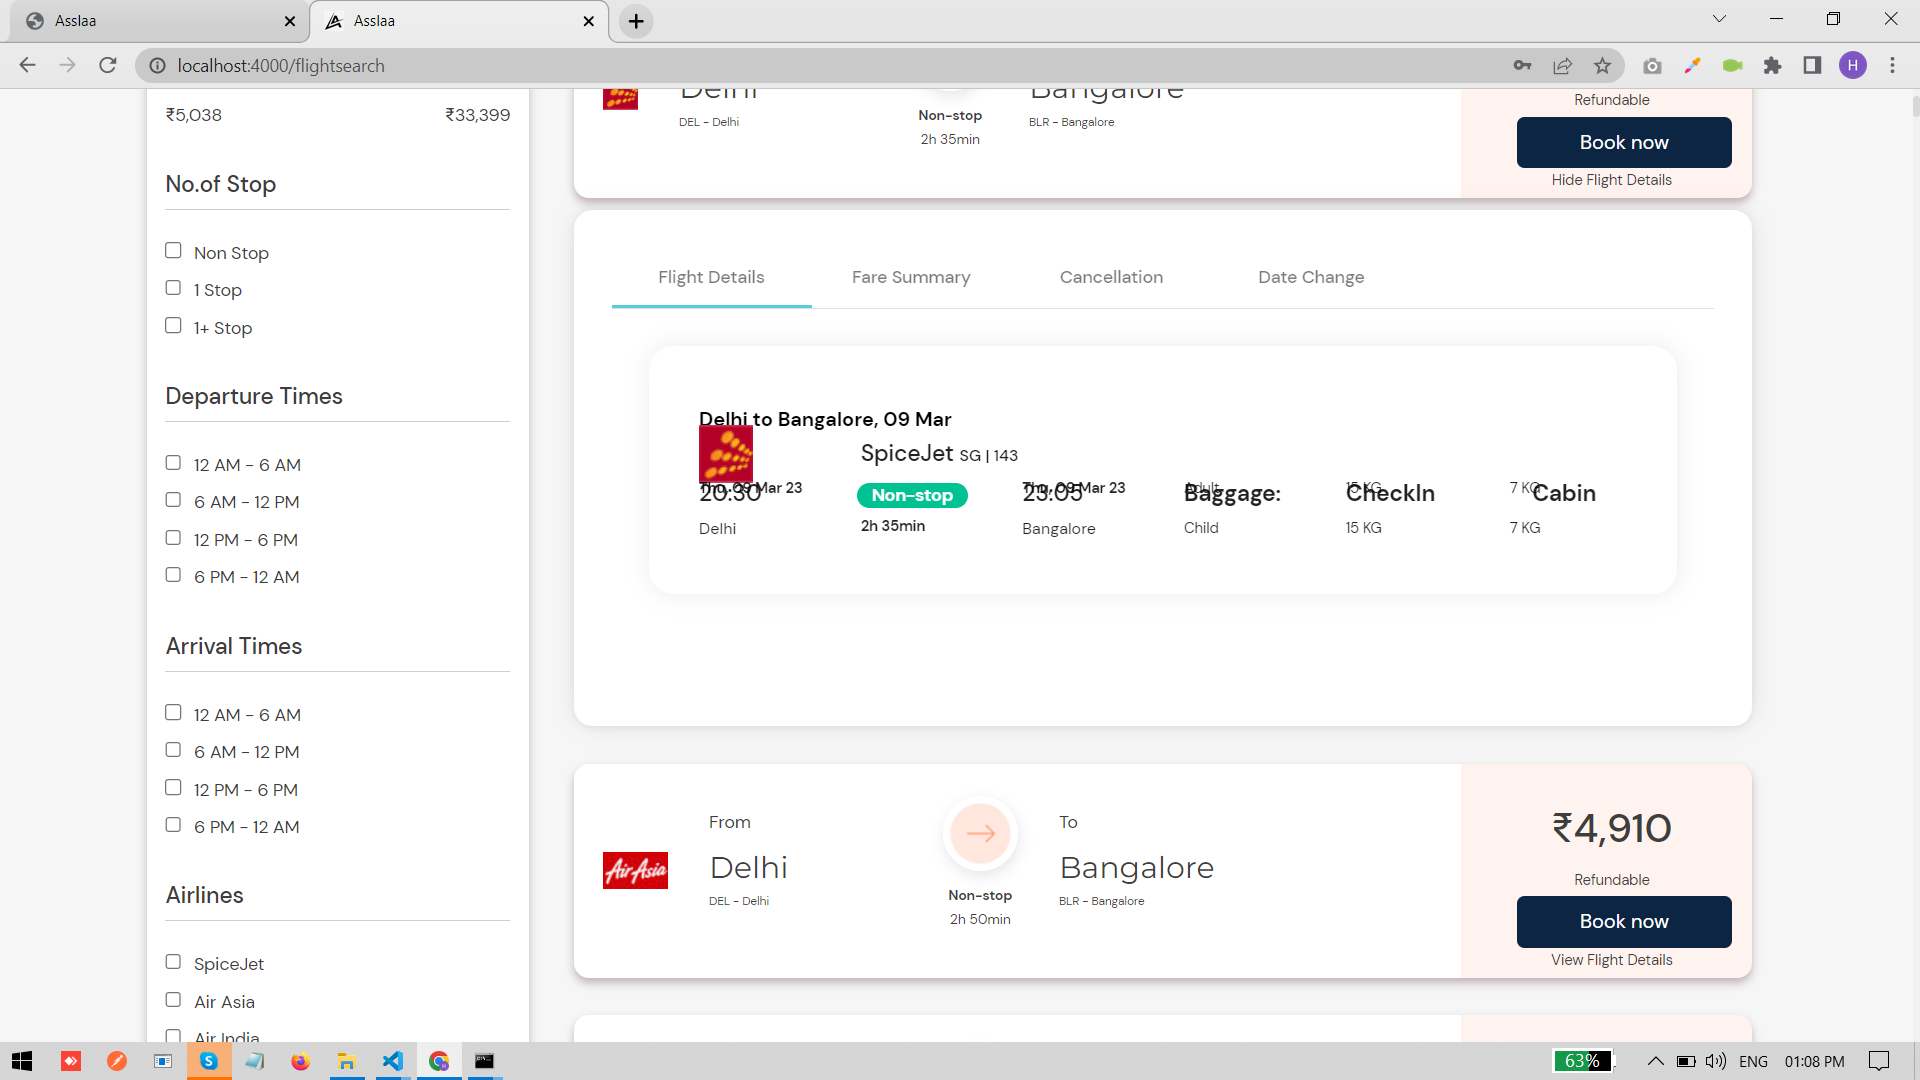 Asslaa
Asslaa
localhost:4000/flightsearch
H
₹5,038 ₹33,399
No.of Stop
Non Stop
1 Stop
1+ Stop
Departure Times
12 AM - 6 AM
6 AM - 12 PM
12 PM - 6 PM
6 PM - 12 AM
Arrival Times
12 AM - 6 AM
6 AM - 12 PM
12 PM - 6 PM
6 PM - 12 AM
Airlines
SpiceJet
Air Asia
Air India
Delhi Bangalore
DEL - Delhi
Non-stop
2h 35min
BLR - Bangalore
Refundable
Book now
Hide Flight Details
Flight Details Fare Summary Cancellation Date Change
Delhi to Bangalore, 09 Mar
SpiceJet SG | 143
Thu, 09 Mar 23
20:30
Delhi
Non-stop
2h 35min
Thu, 09 Mar 23
23:05
Bangalore
Adult 15 KG 7 KG
Baggage: CheckIn Cabin
Child 15 KG 7 KG
AirAsia
From
Delhi
DEL - Delhi
Non-stop
2h 50min
To
Bangalore
BLR - Bangalore
₹4,910
Refundable
Book now
View Flight Details
63%
ENG
01:08 PM